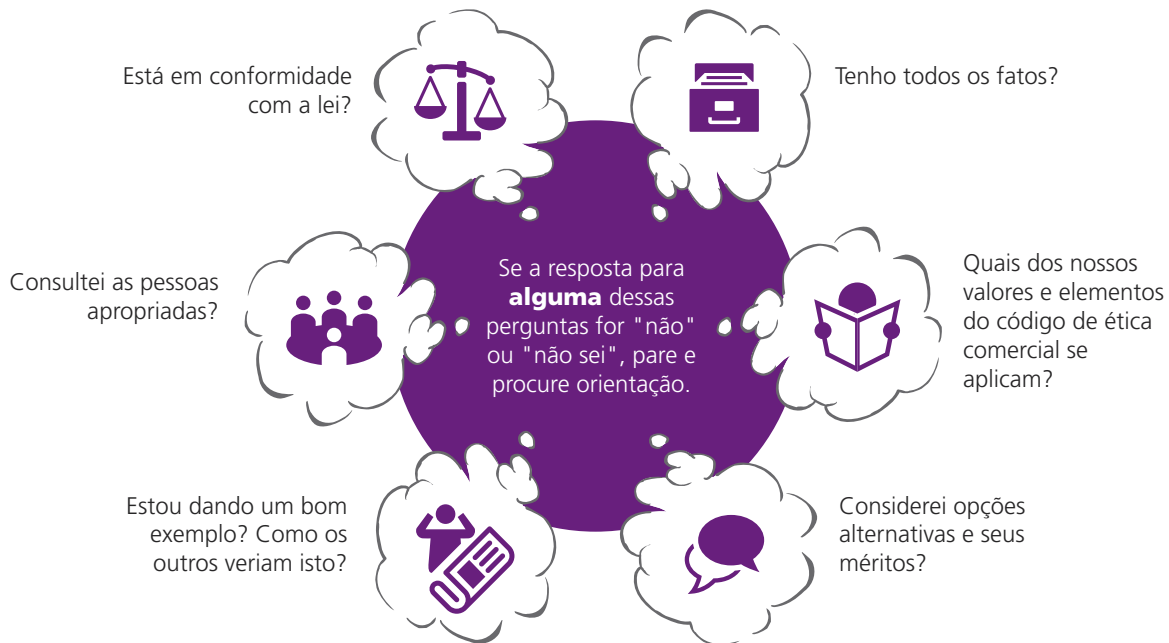 Está em conformidade
com a lei?
Tenho todos os fatos?
Consultei as pessoas
apropriadas?
Se a resposta para
alguma dessas
perguntas for "não"
ou "não sei", pare e
procure orientação.
Quais dos nossos
valores e elementos
do código de ética
comercial se
aplicam?
Estou dando um bom
exemplo? Como os
outros veriam isto?
Considerei opções
alternativas e seus
méritos?